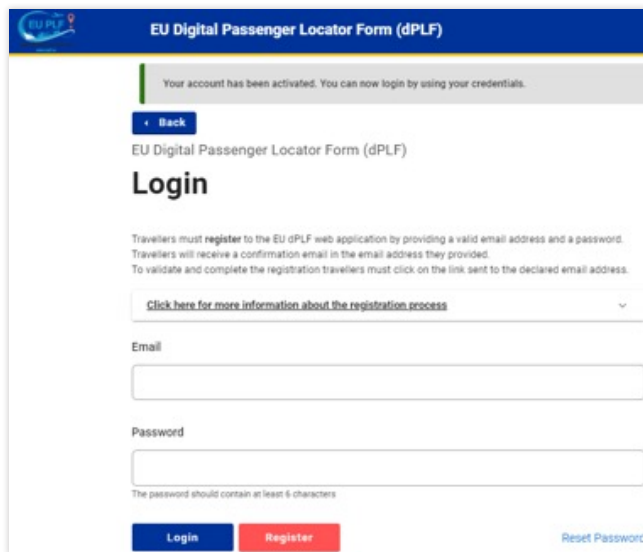 EU PLF
EU Digital Passenger Locator Form (dPLF)
Your account has been activated. You can now login by using your credentials.
‹ Back
EU Digital Passenger Locator Form (dPLF)
Login
Travellers must register to the EU dPLF web application by providing a valid email address and a password.
Travellers will receive a confirmation email in the email address they provided.
To validate and complete the registration travellers must click on the link sent to the declared email address.
Click here for more information about the registration process
Email
Password
The password should contain at least 6 characters
Login Register Reset Password